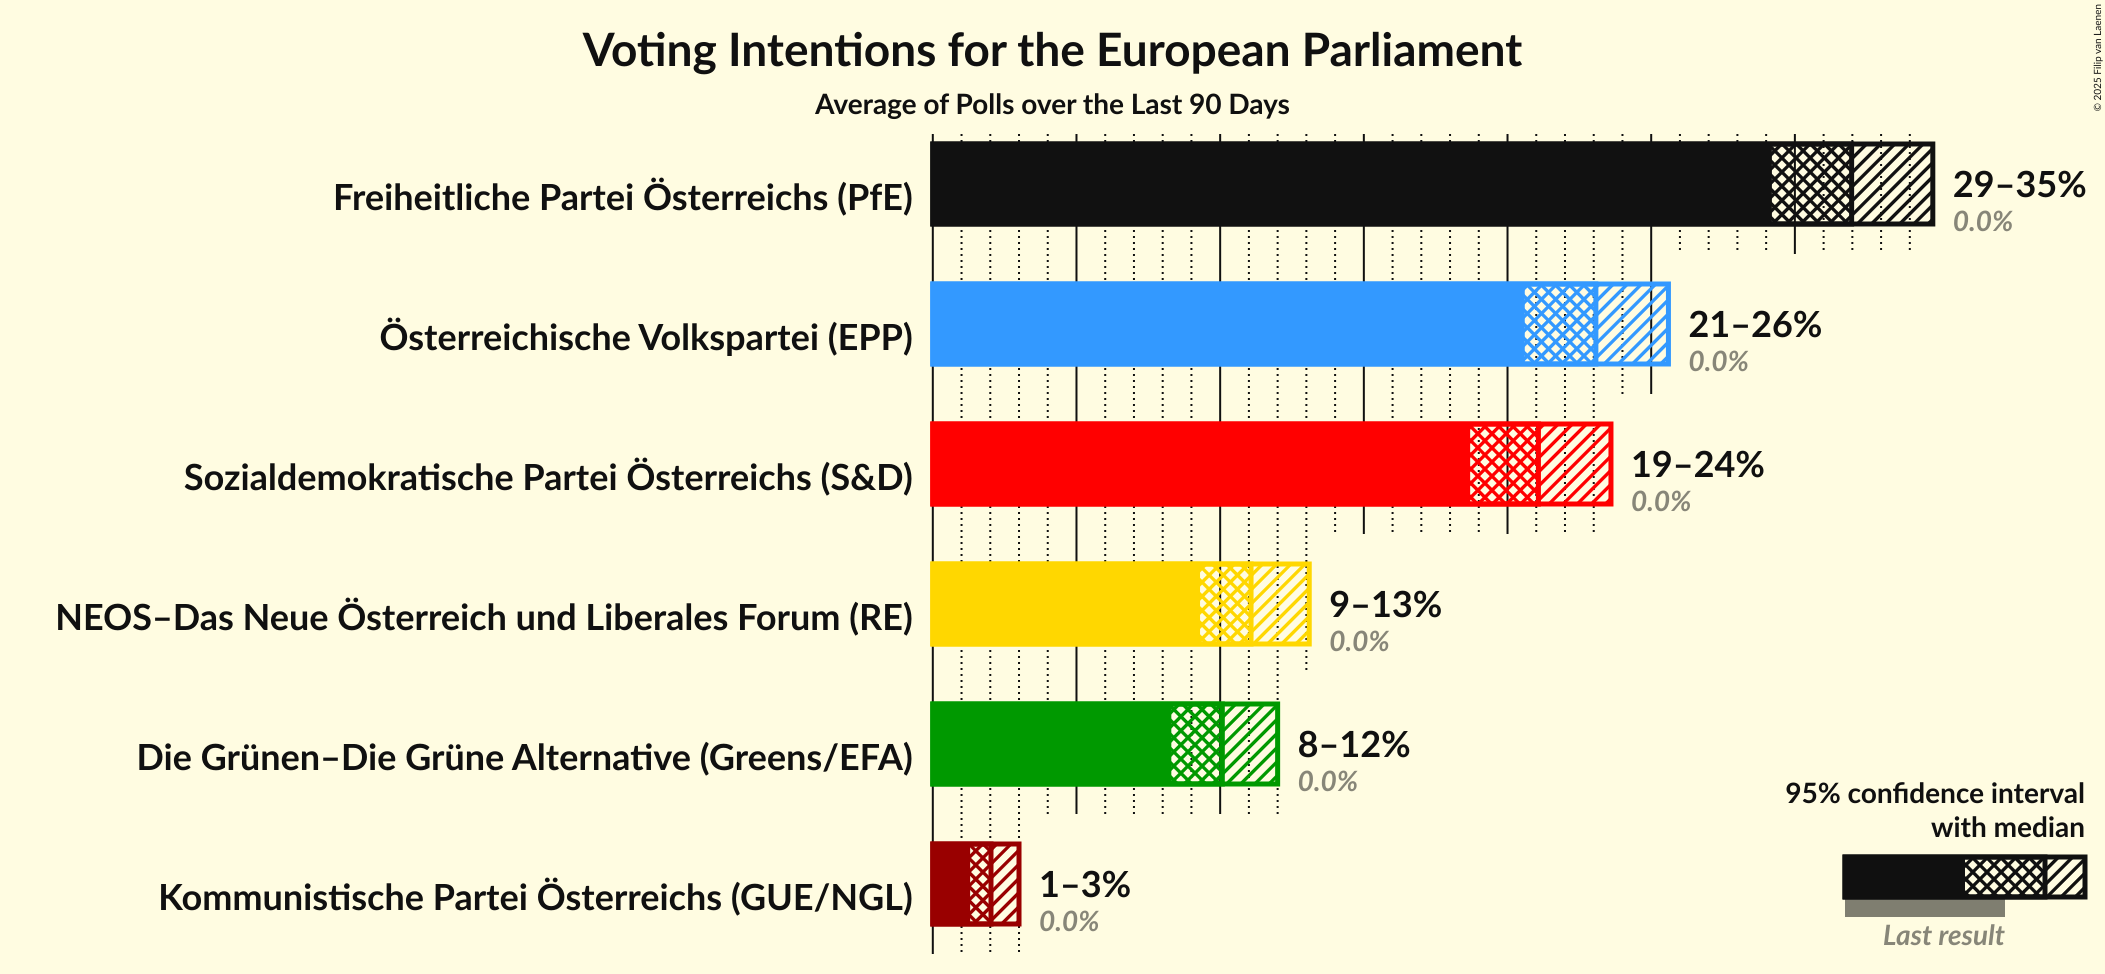 Voting Intentions for the European Parliament
Average of Polls over the Last 90 Days
© 2025 Filip van Laenen
Freiheitliche Partei Österreichs (PfE)
29–35%
0.0%
Österreichische Volkspartei (EPP)
21–26%
0.0%
Sozialdemokratische Partei Österreichs (S&D)
19–24%
0.0%
NEOS–Das Neue Österreich und Liberales Forum (RE)
9–13%
0.0%
Die Grünen–Die Grüne Alternative (Greens/EFA)
8–12%
0.0%
Kommunistische Partei Österreichs (GUE/NGL)
1–3%
0.0%
95% confidence interval
with median
Last result